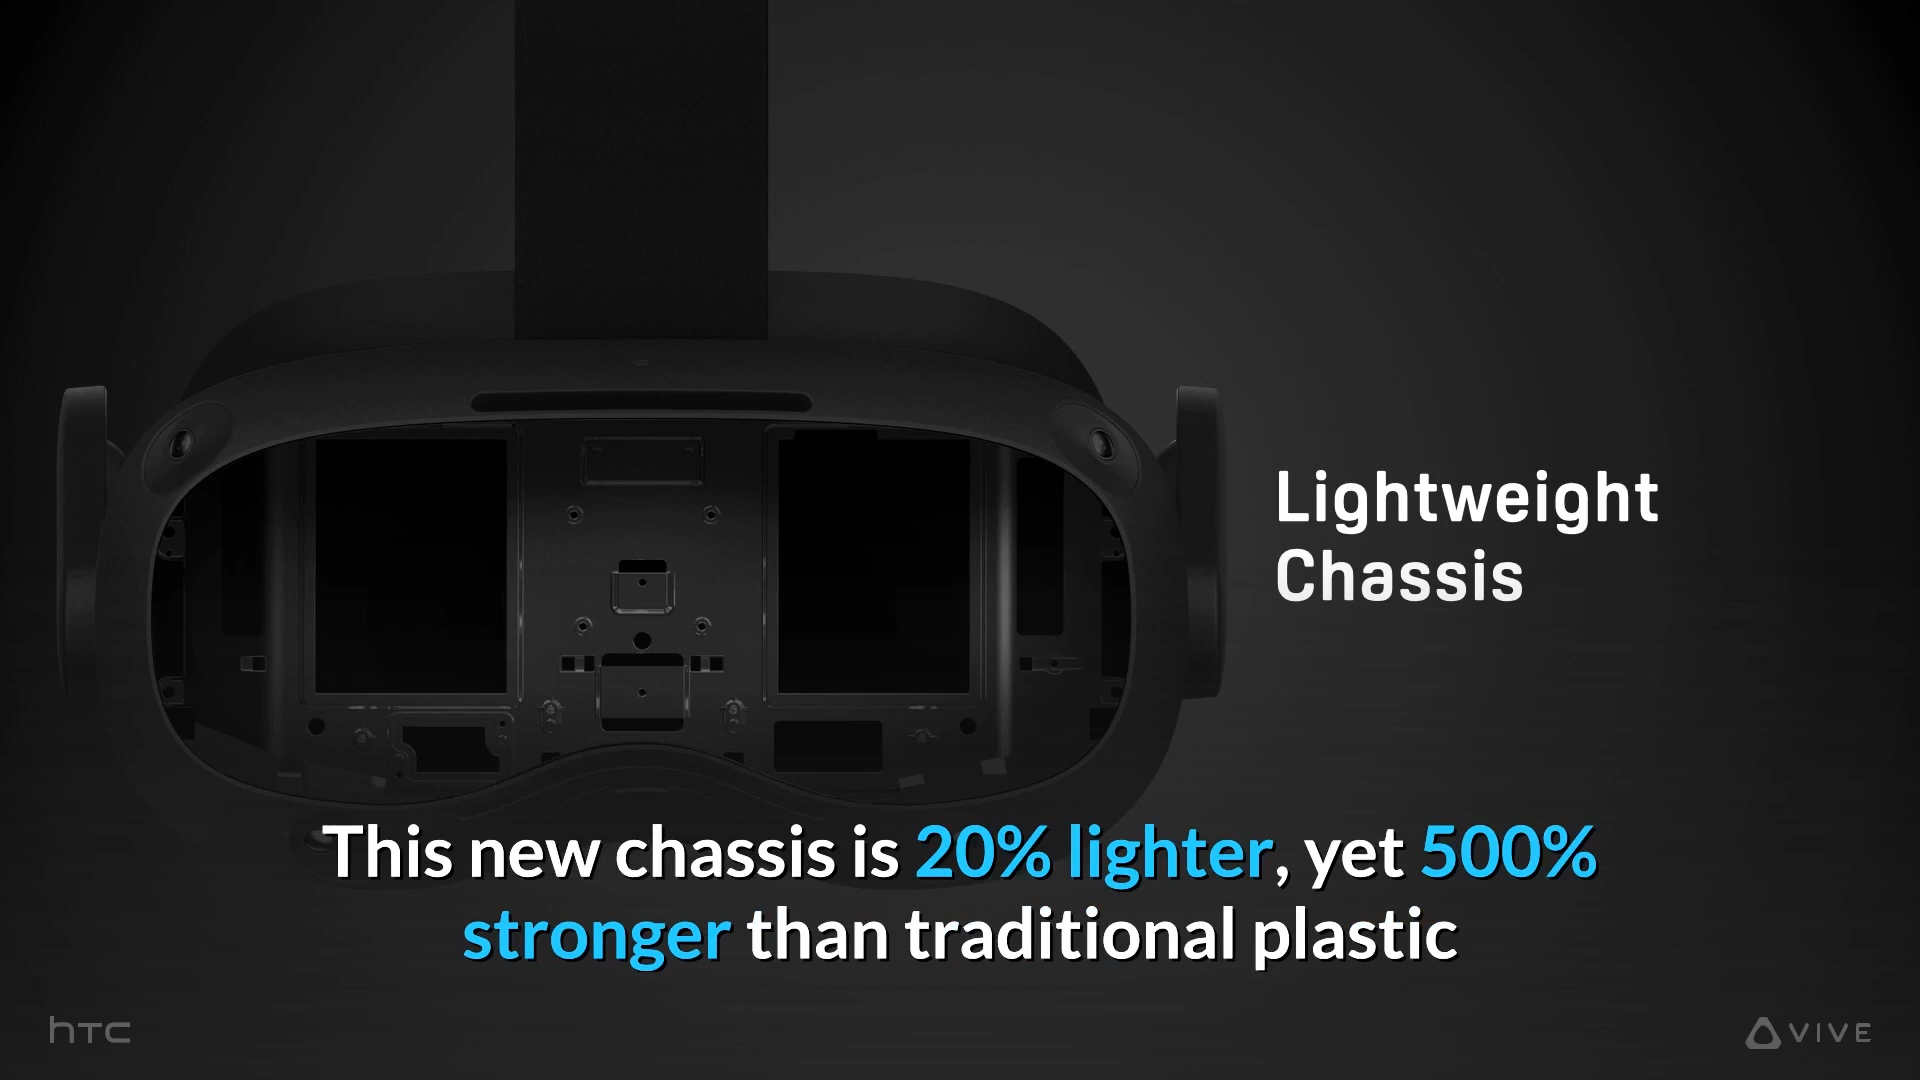 Lightweight
Chassis
This new chassis is 20% lighter, yet 500%
stronger than traditional plastic
hTC
VIVE